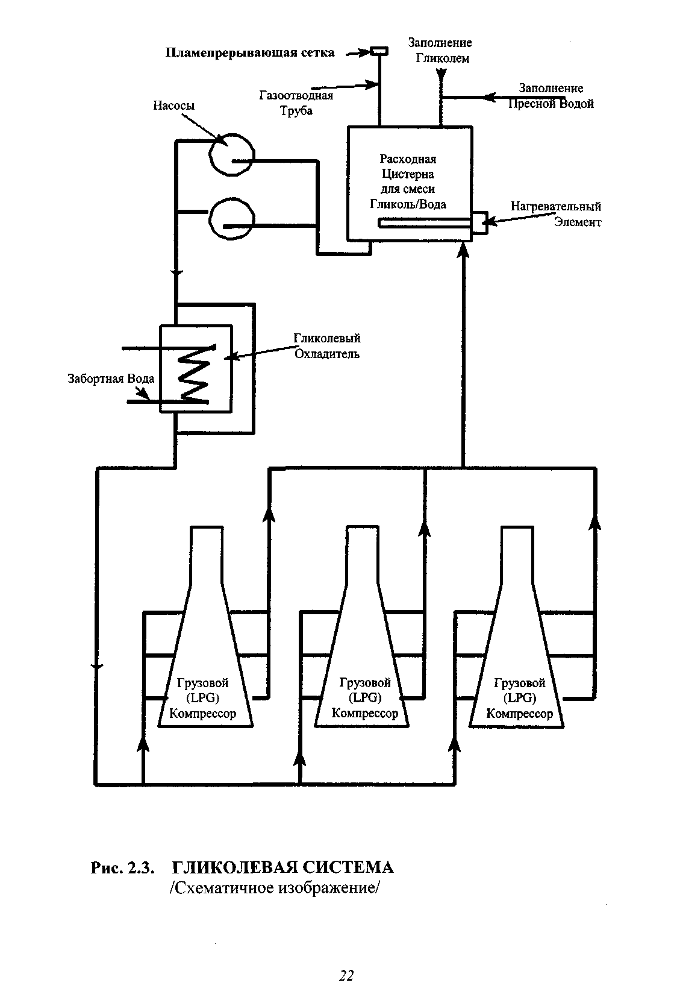 Пламепрерывающая сетка
Заполнение
Гликолем
Газоотводная
Труба
Заполнение
Пресной Водой
Насосы
Расходная
Цистерна
для смеси
Гликоль/Вода
Нагревательный
Элемент
Гликолевый
Охладитель
Забортная Вода
Грузовой
(LPG)
Компрессор
Грузовой
(LPG)
Компрессор
Грузовой
(LPG)
Компрессор
Рис. 2.3. ГЛИКОЛЕВАЯ СИСТЕМА
/Схематичное изображение/
22